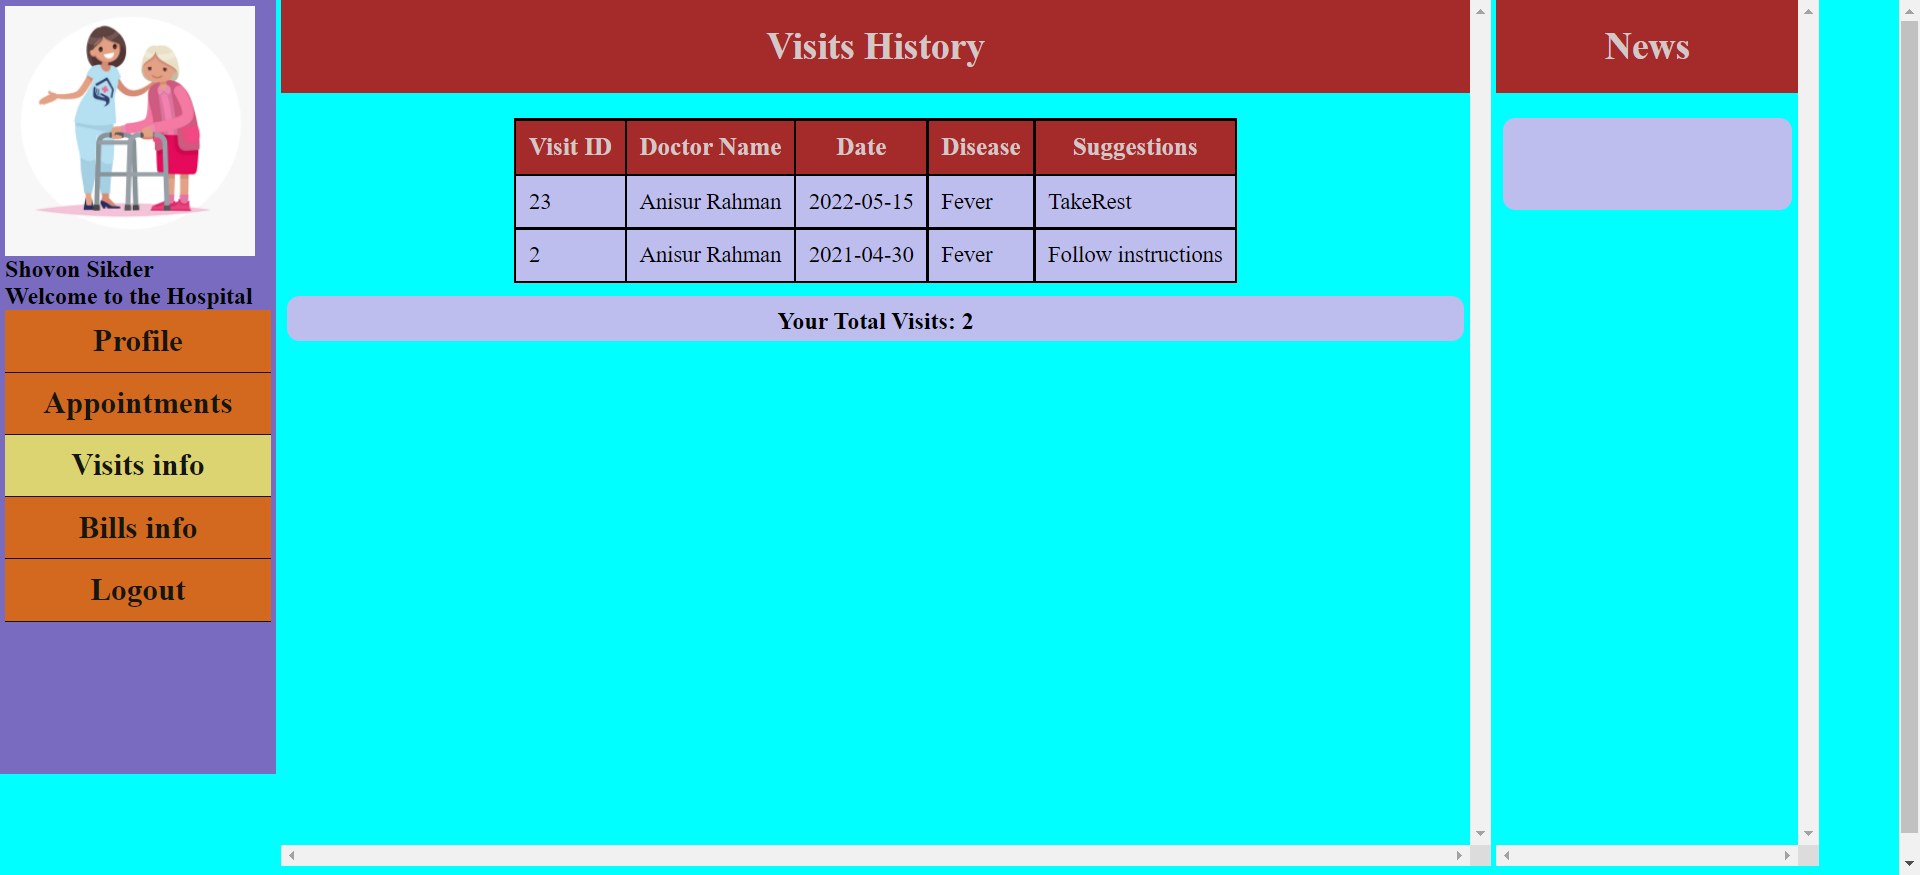 Shovon Sikder
Welcome to the Hospital
Profile
Appointments
Visits info
Bills info
Logout
Visits History
Visit ID Doctor Name Date Disease Suggestions
23 Anisur Rahman 2022-05-15 Fever TakeRest
2 Anisur Rahman 2021-04-30 Fever Follow instructions
Your Total Visits: 2
News